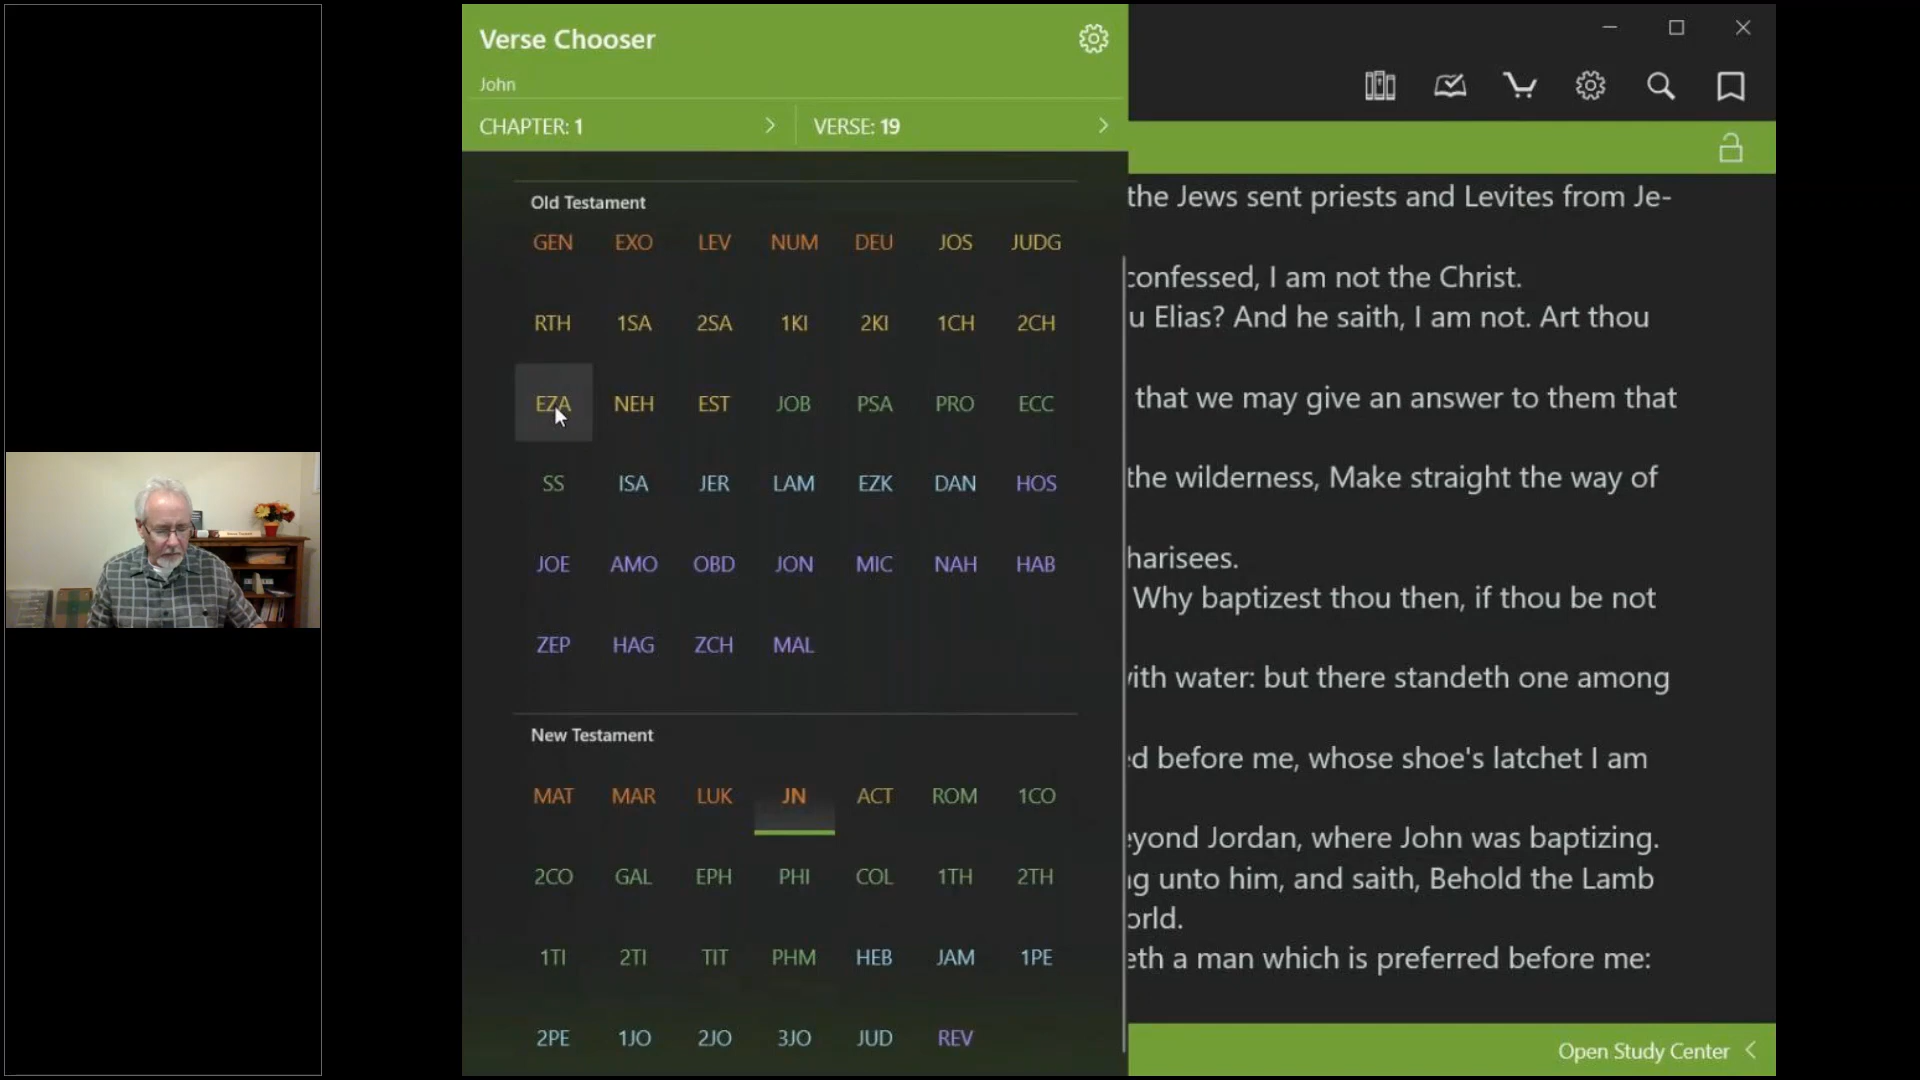 Verse Chooser
John
CHAPTER: 1
VERSE: 19
Old Testament
GEN EXO LEV NUM DEU JOS JUDG
RTH 1SA 2SA 1KI 2KI 1CH 2CH
EZA NEH EST JOB PSA PRO ECC
SS ISA JER LAM EZK DAN HOS
JOE AMO OBD JON MIC NAH HAB
ZEP HAG ZCH MAL
New Testament
MAT MAR LUK JN ACT ROM 1CO
2CO GAL EPH PHI COL 1TH 2TH
1TI 2TI TIT PHM HEB JAM 1PE
2PE 1JO 2JO 3JO JUD REV
the Jews sent priests and Levites from Je-
confessed, I am not the Christ.
u Elias? And he saith, I am not. Art thou
that we may give an answer to them that
the wilderness, Make straight the way of
harisees.
Why baptizest thou then, if thou be not
ith water: but there standeth one among
d before me, whose shoe's latchet I am
eyond Jordan, where John was baptizing.
g unto him, and saith, Behold the Lamb
orld.
eth a man which is preferred before me:
Open Study Center